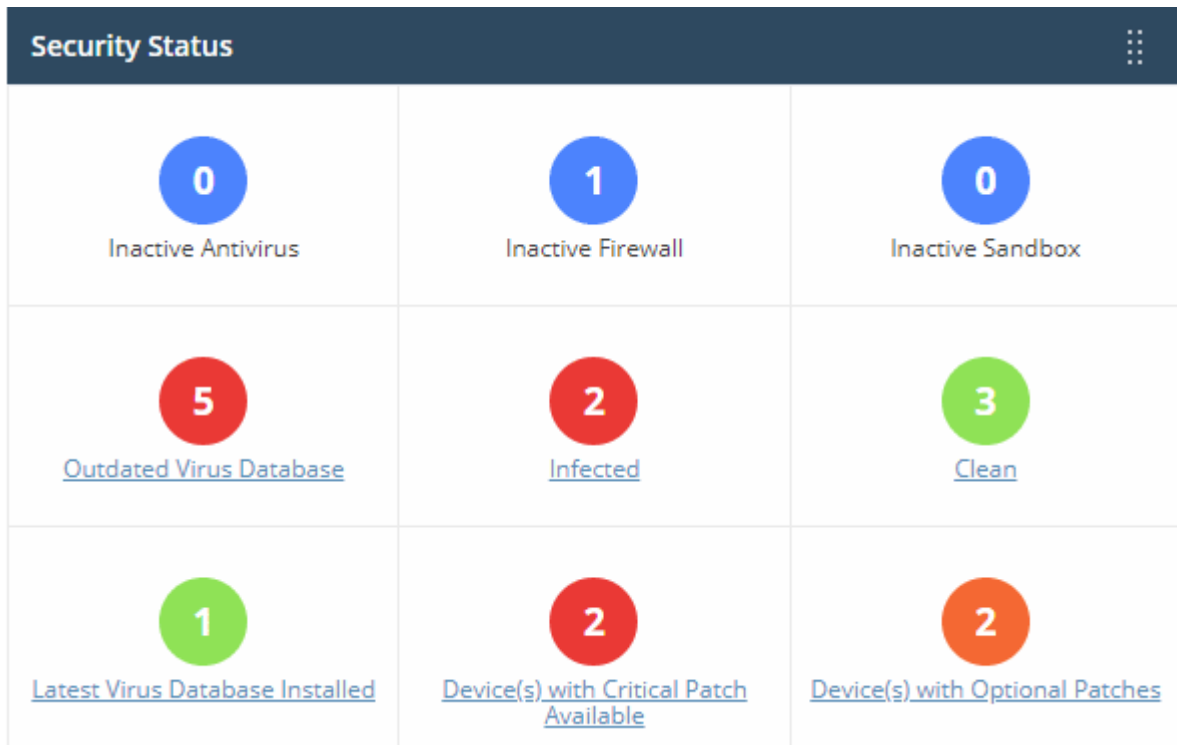 Security Status
0
Inactive Antivirus
1
Inactive Firewall
0
Inactive Sandbox
5
Outdated Virus Database
2
Infected
3
Clean
1
Latest Virus Database Installed
2
Device(s) with Critical Patch
Available
2
Device(s) with Optional Patches